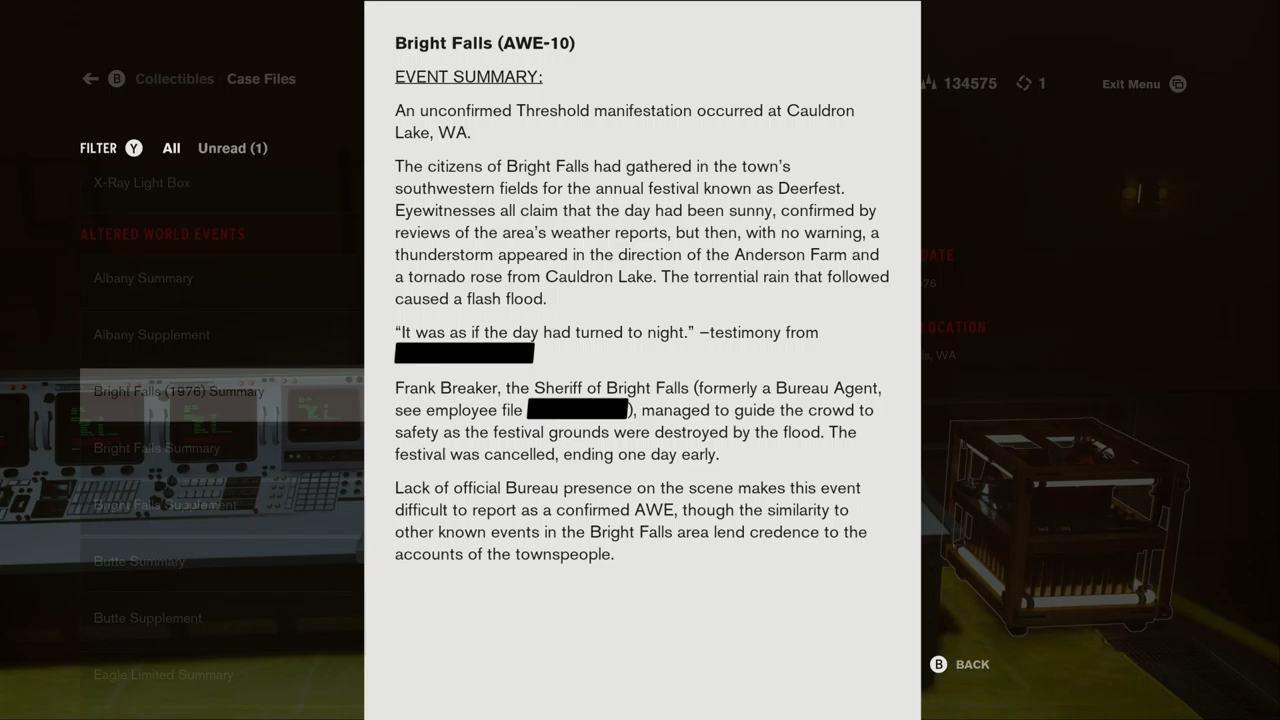 Bright Falls (AWE-10)
EVENT SUMMARY:
An unconfirmed Threshold manifestation occurred at Cauldron
Lake, WA.
The citizens of Bright Falls had gathered in the town's
southwestern fields for the annual festival known as Deerfest.
Eyewitnesses all claim that the day had been sunny, confirmed by
reviews of the area's weather reports, but then, with no warning, a
thunderstorm appeared in the direction of the Anderson Farm and
a tornado rose from Cauldron Lake. The torrential rain that followed
caused a flash flood.
“It was as if the day had turned to night.” –testimony from
Frank Breaker, the Sheriff of Bright Falls (formerly a Bureau Agent,
see employee file ), managed to guide the crowd to
safety as the festival grounds were destroyed by the flood. The
festival was cancelled, ending one day early.
Lack of official Bureau presence on the scene makes this event
difficult to report as a confirmed AWE, though the similarity to
other known events in the Bright Falls area lend credence to the
accounts of the townspeople.
B Collectibles Case Files
FILTER Y All Unread (1)
X-Ray Light Box
ALTERED WORLD EVENTS
Albany Summary
Albany Supplement
Bright Falls (1976) Summary
Bright Falls Summary
Bright Falls Supplement
Butte Summary
Butte Supplement
Eagle Limited Summary
134575 1 Exit Menu
LOCATION
WA
B BACK